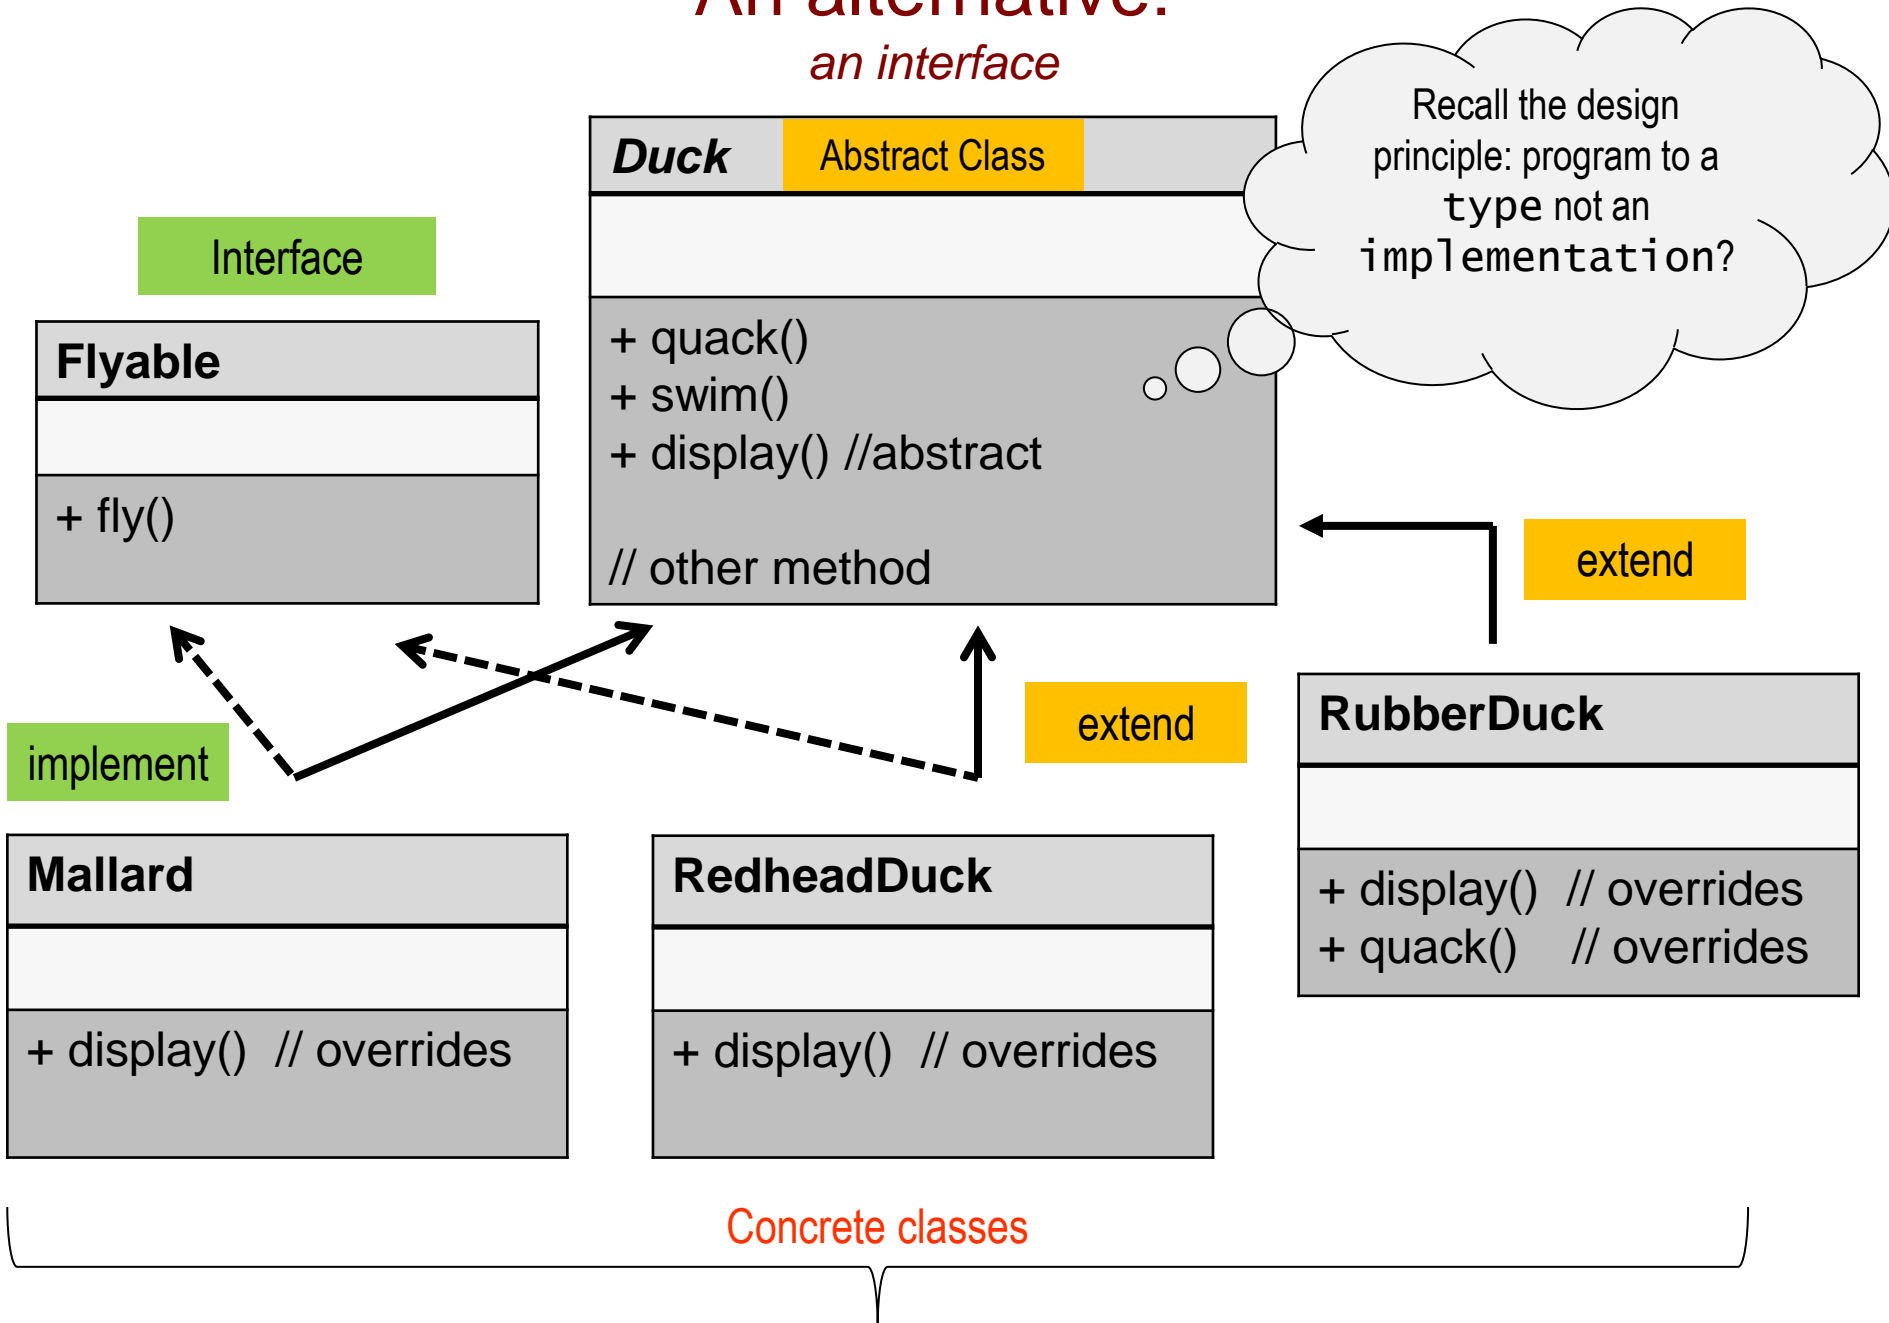 An alternative:
an interface
Recall the design
principle: program to a
type not an
implementation?
Duck
Abstract Class
Interface
Flyable
+ fly()
+ quack()
+ swim()
+ display() //abstract
// other method
extend
implement
extend
RubberDuck
+ display() // overrides
+ quack() // overrides
Mallard
+ display() // overrides
RedheadDuck
+ display() // overrides
Concrete classes